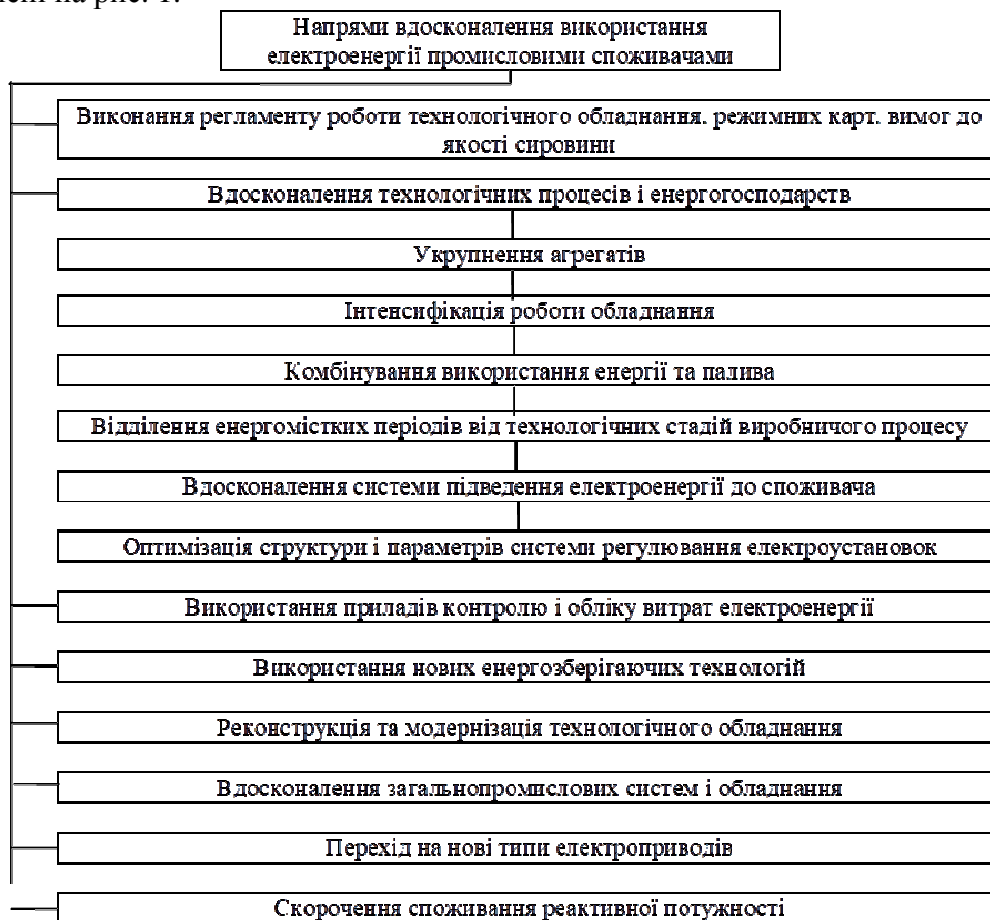 на рис. 1.
Напрями вдосконалення використання
електроенергії промисловими споживачами
Виконання регламенту роботи технологічного обладнання. режимних карт. вимог до
якості сировини
Вдосконалення технологічних процесів і енергогосподарств
Укрупнення агрегатів
Інтенсифікація роботи обладнання
Комбінування використання енергії та палива
Відділення енергомістких періодів від технологічних стадій виробничого процесу
Вдосконалення системи підведення електроенергії до споживача
Оптимізація структури і параметрів системи регулювання електроустановок
Використання приладів контролю і обліку витрат електроенергії
Використання нових енергозберігаючих технологій
Реконструкція та модернізація технологічного обладнання
Вдосконалення загальнопромислових систем і обладнання
Перехід на нові типи електроприводів
Скорочення споживання реактивної потужності